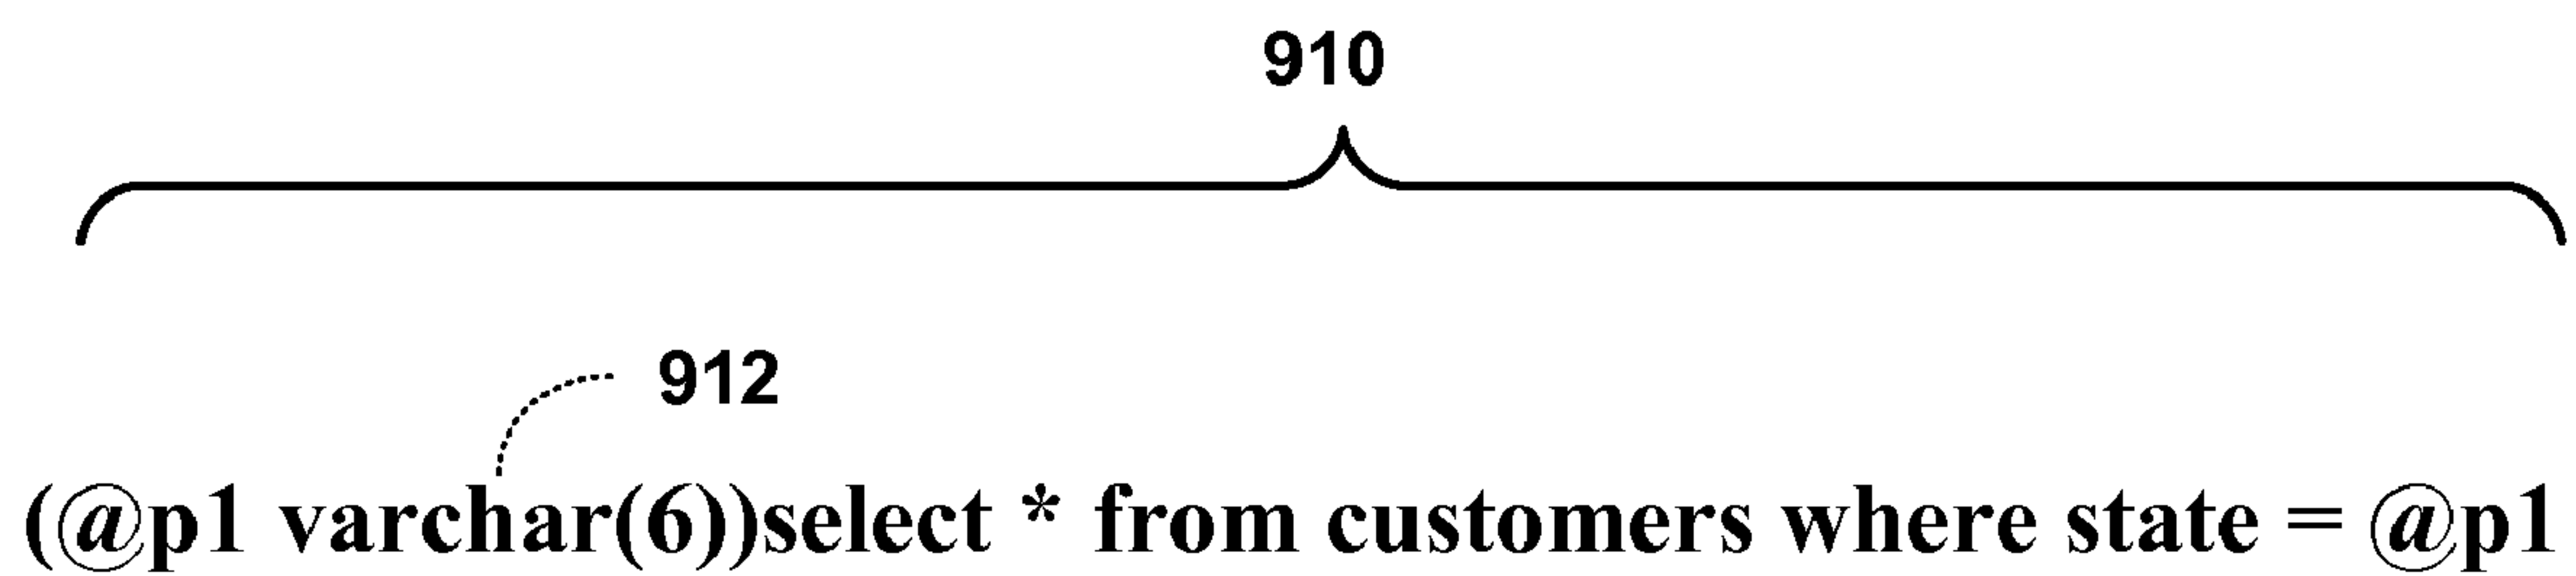 910
912
(@p1 varchar(6))select * from customers where state = @p1